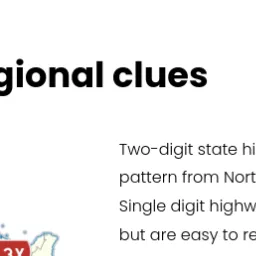 gional clues
Two-digit state hi
pattern from Nort
Single digit highw
but are easy to re
3X